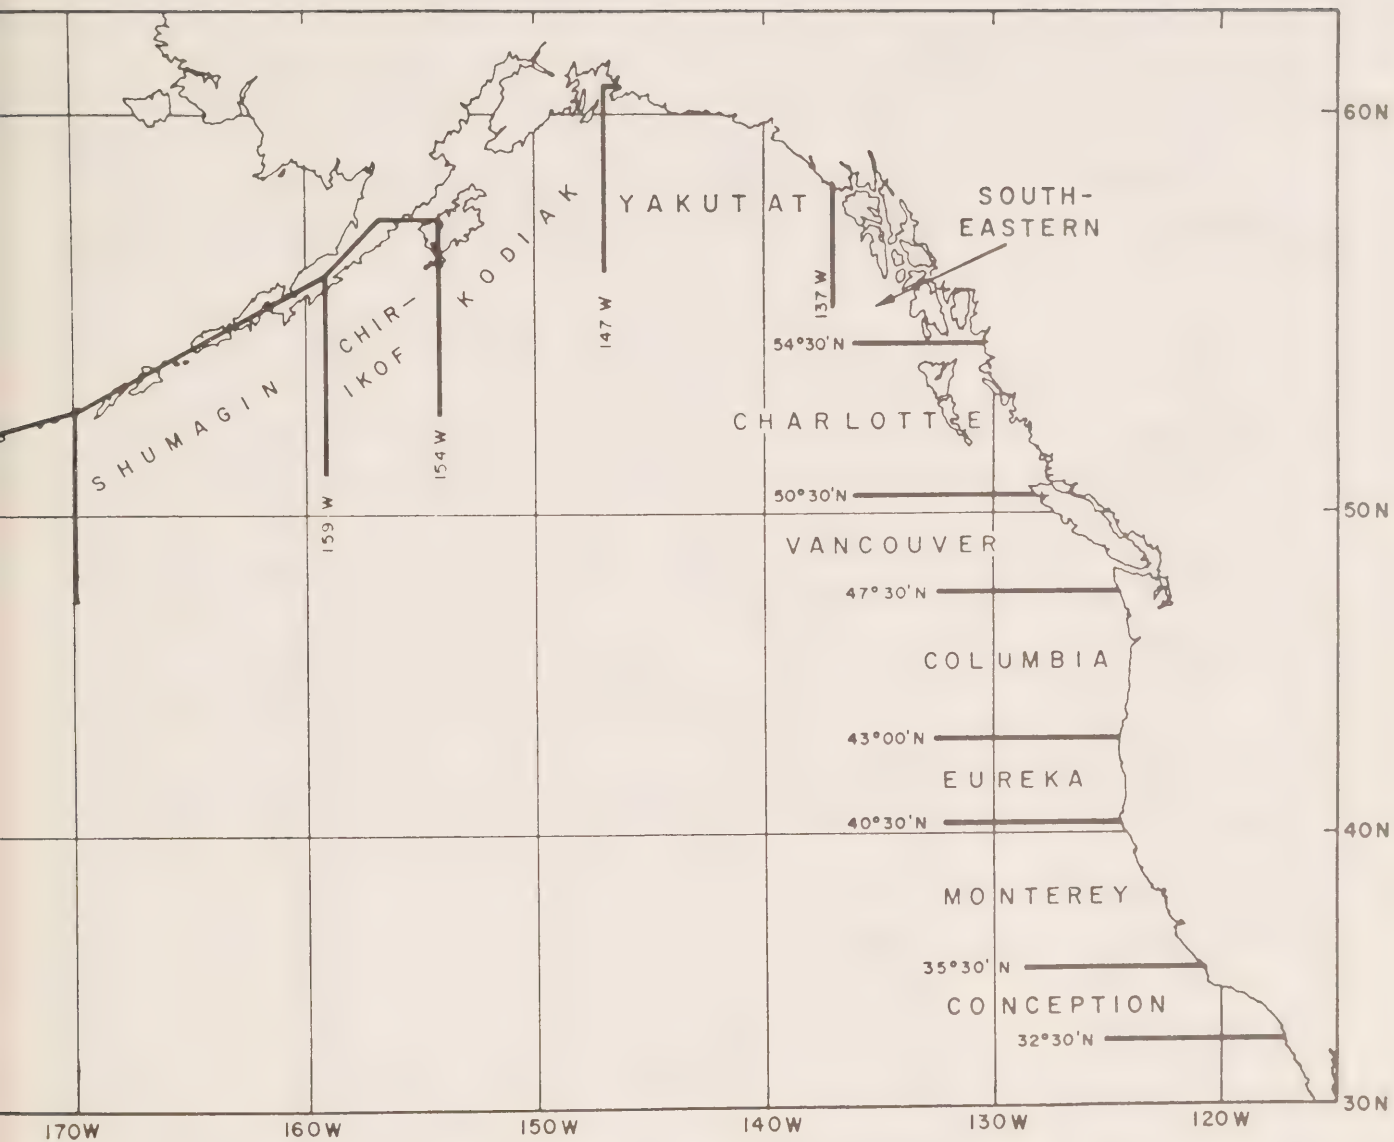 60N
SOUTH-
EASTERN
YAKUTAT
KODIAK
147 W
137 W
CHIR-
IKOF
54°30'N
SHUMAGIN
CHARLOTTE
154 W
159 W
50°30'N
50N
VANCOUVER
47°30'N
COLUMBIA
43°00'N
EUREKA
40°30'N
40N
MONTEREY
35°30'N
CONCEPTION
32°30'N
30N
170W
160W
150W
140W
130W
120W